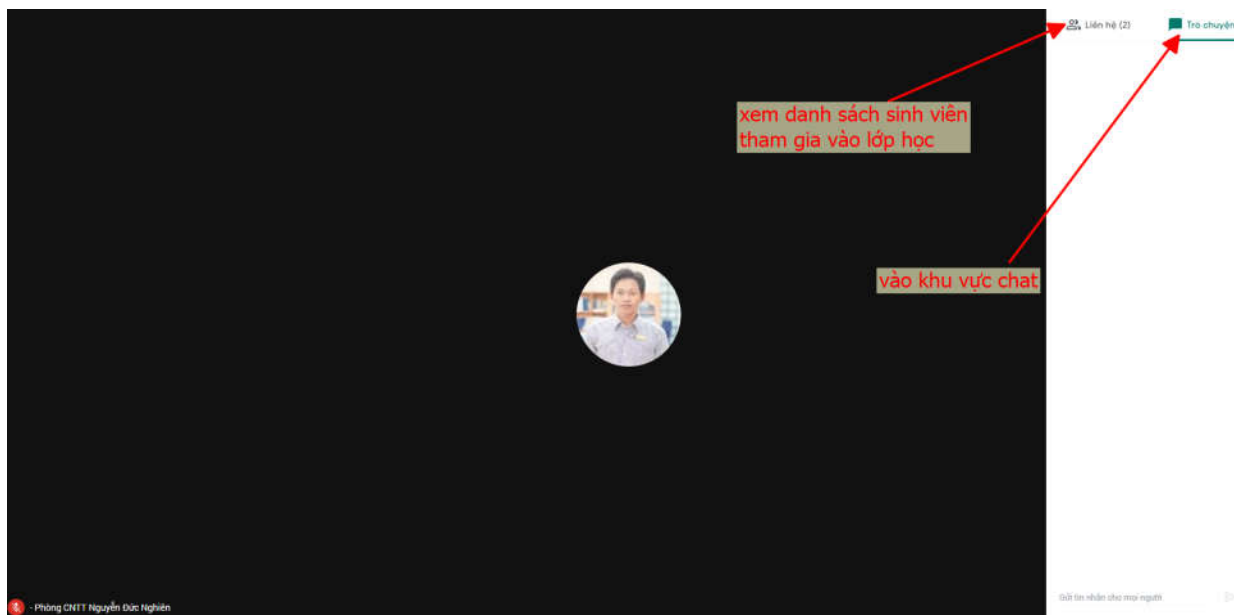 Liên hệ (2)
Trò chuyện
xem danh sách sinh viên
tham gia vào lớp học
vào khu vực chat
Gửi tin nhắn cho mọi người
- Phòng CNTT Nguyễn Đức Nghiên